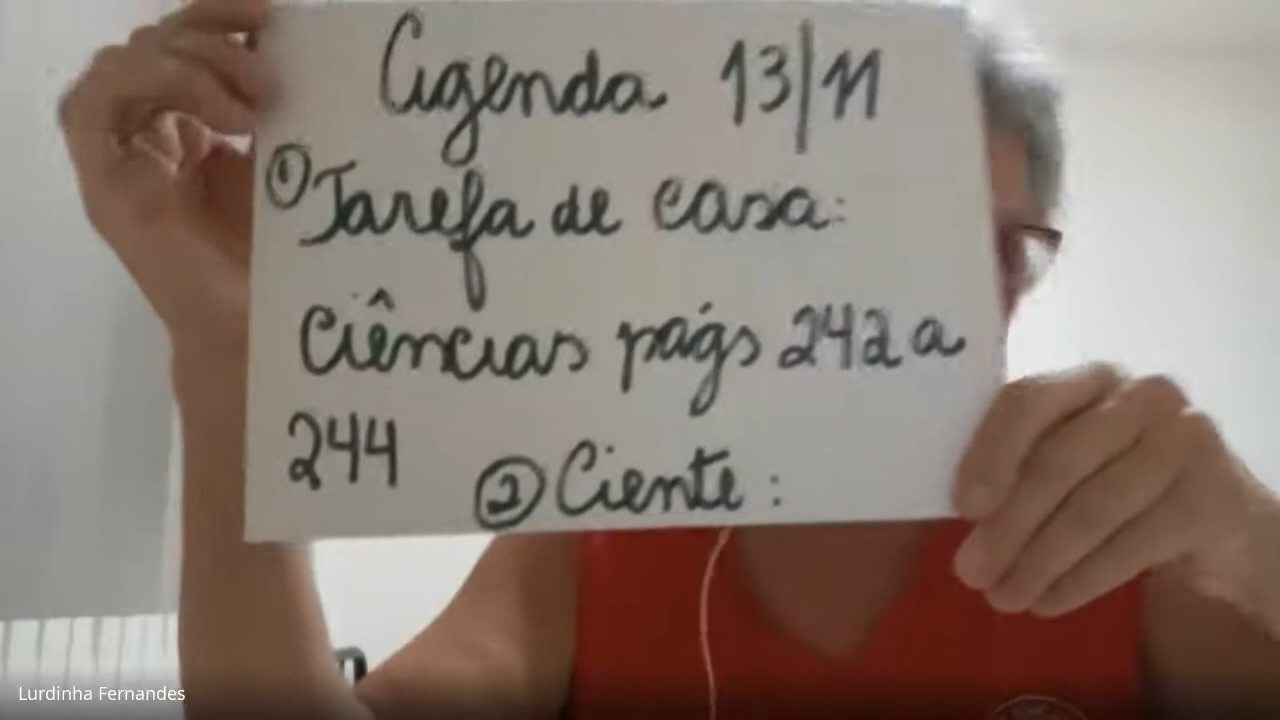 Agenda 13/11
① Tarefa de casa:
Ciências págs 242 a
244 ② Ciente:
Lurdinha Fernandes